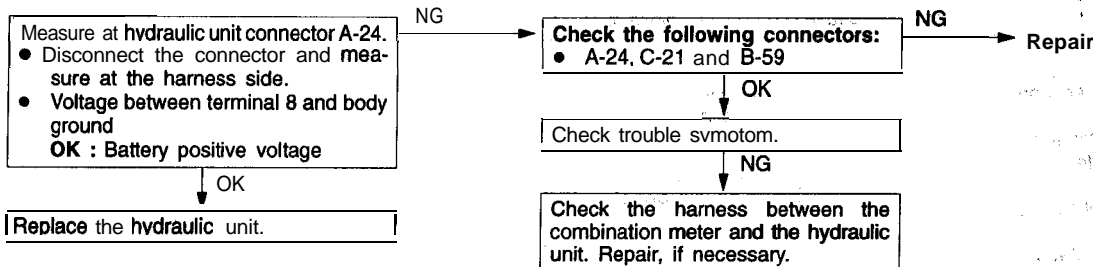 Measure at hydraulic unit connector A-24.
● Disconnect the connector and mea-
sure at the harness side.
● Voltage between terminal 8 and body
ground
OK : Battery positive voltage
NG
OK
Replace the hydraulic unit.
Check the following connectors:
● A-24, C-21 and B-59
NG
Repair
OK
Check trouble svmotom.
NG
Check the harness between the
combination meter and the hydraulic
unit. Repair, if necessary.